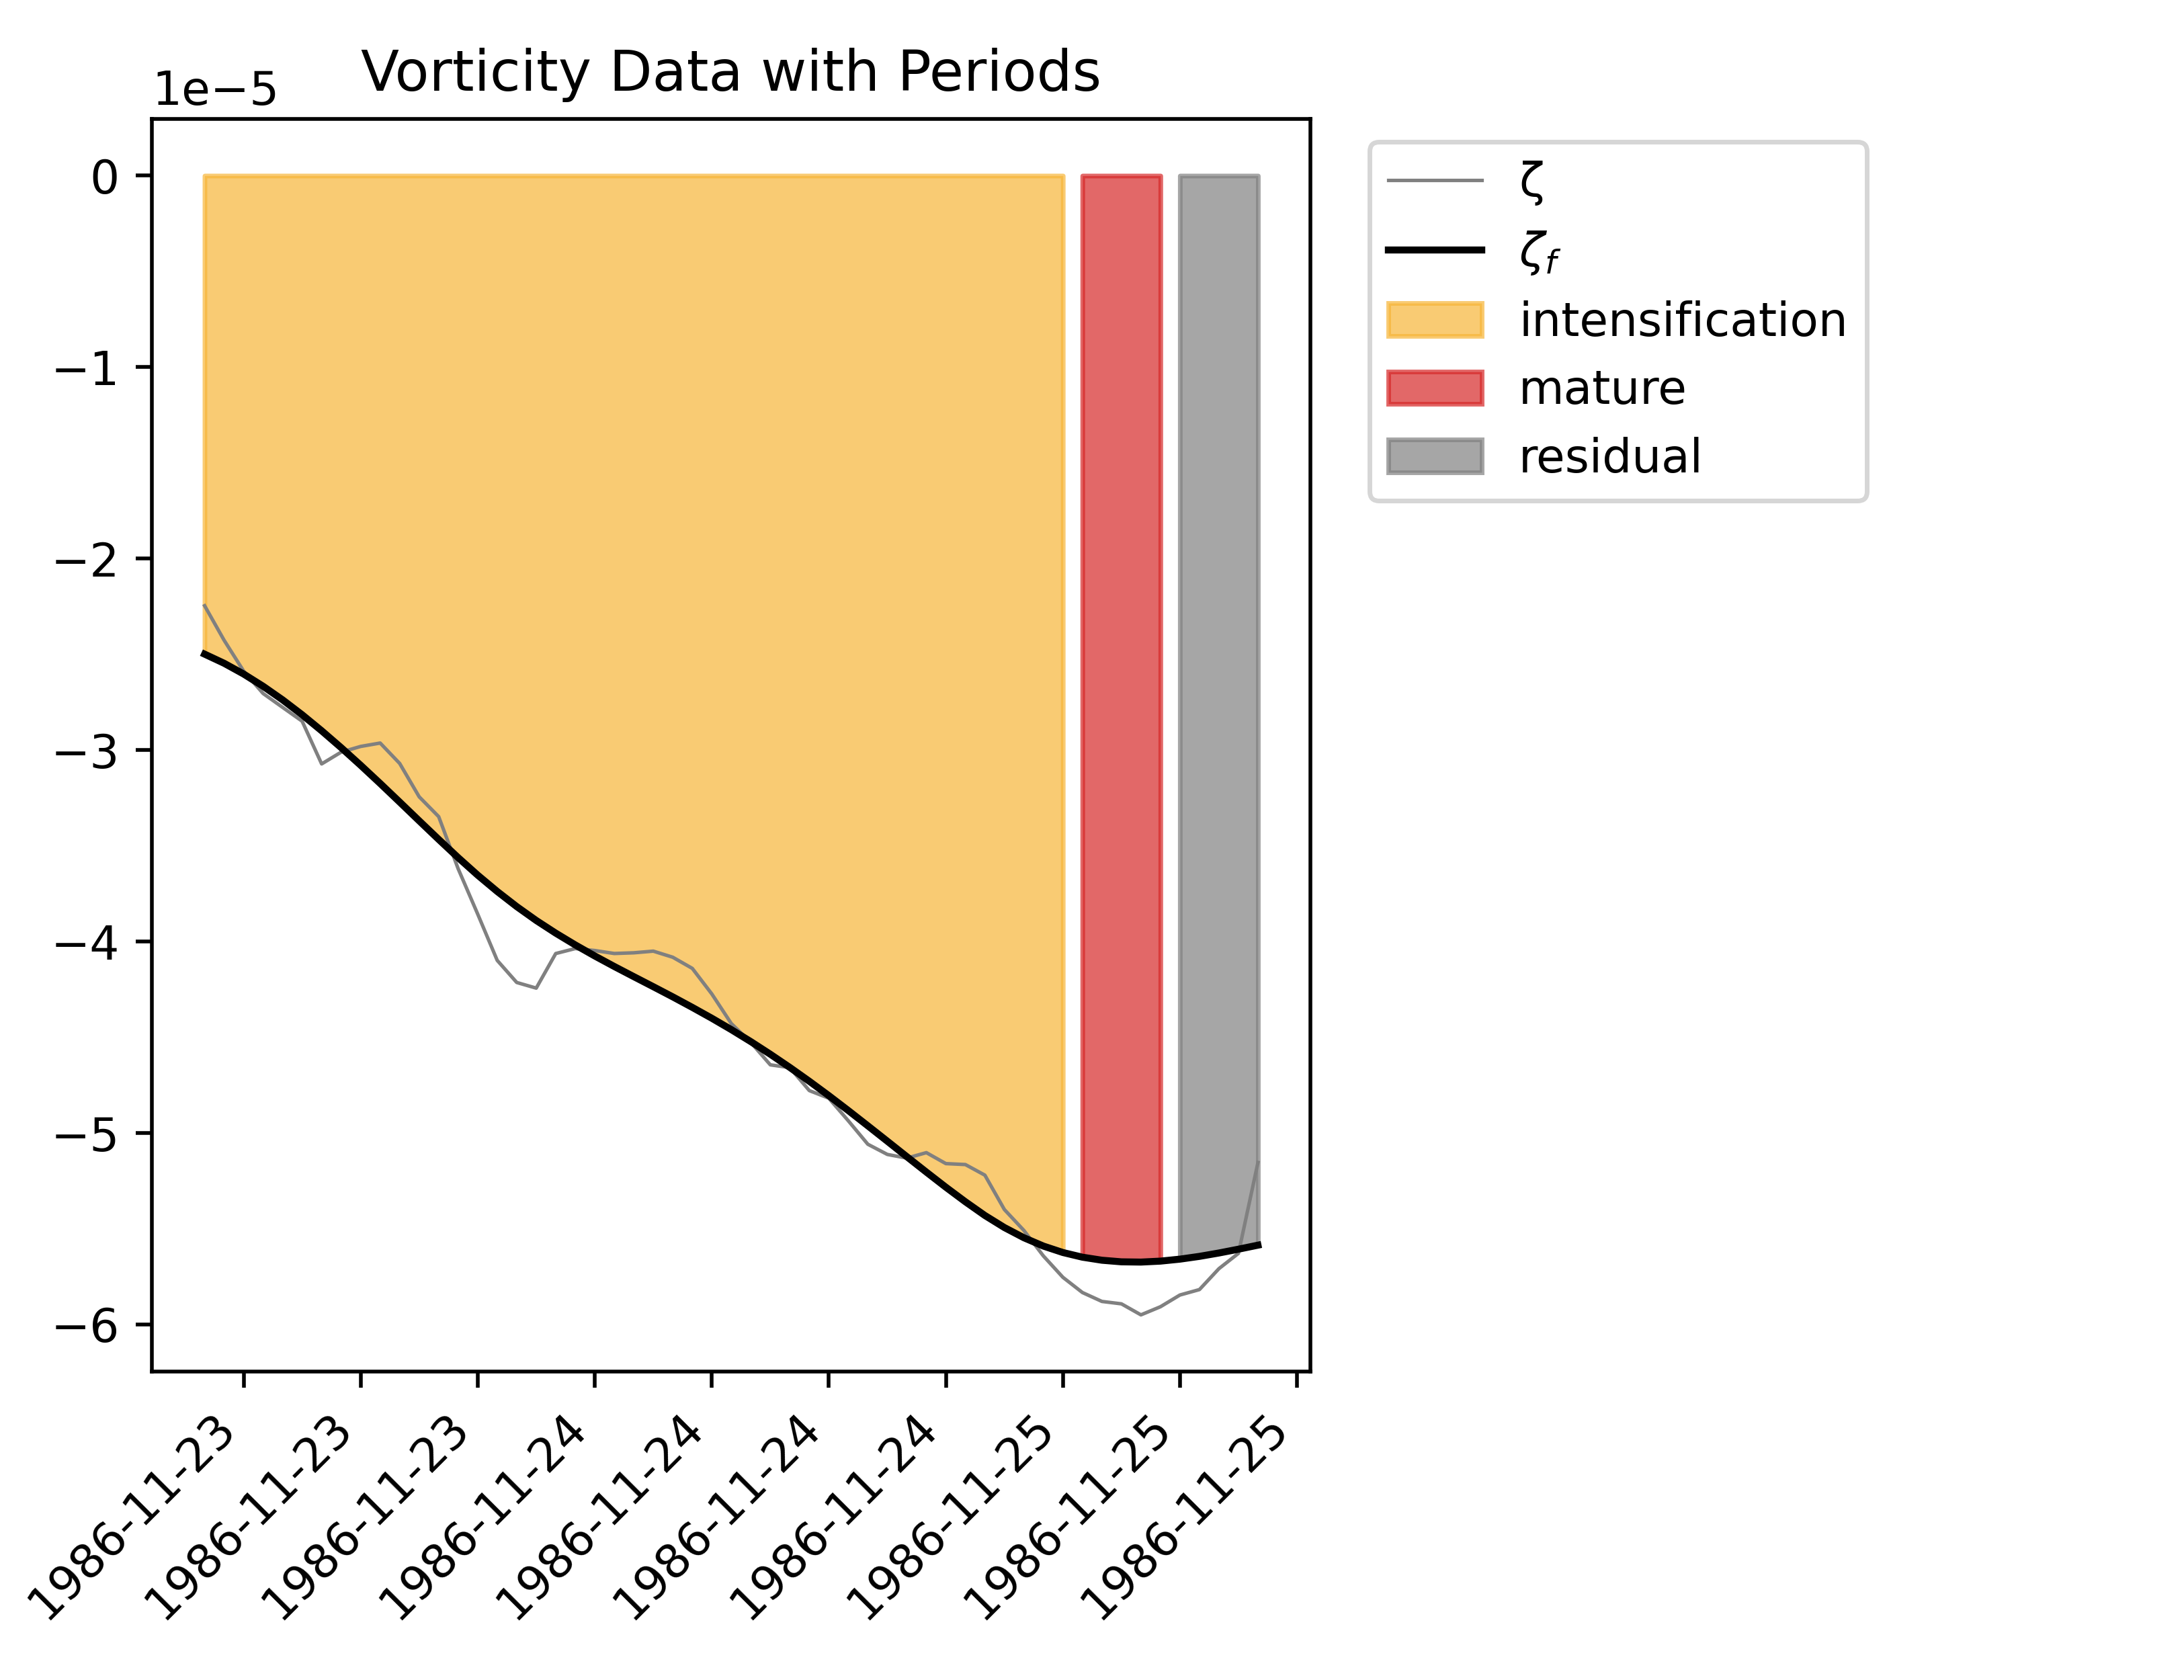 Vorticity Data with Periods
1e−5
0
−1
−2
−3
−4
−5
−6
1986-11-23
1986-11-23
1986-11-23
1986-11-24
1986-11-24
1986-11-24
1986-11-24
1986-11-25
1986-11-25
1986-11-25
ζ
ζf
intensification
mature
residual